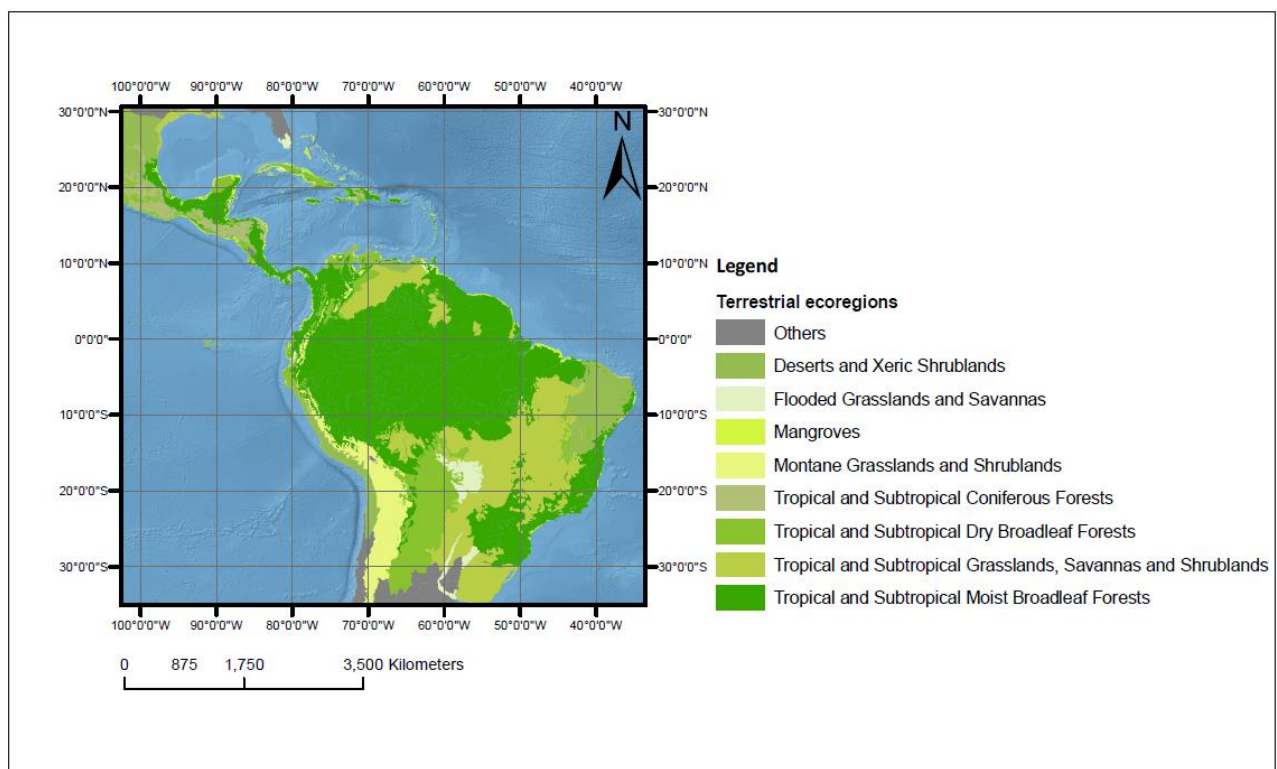 100°0'0"W 90°0'0"W 80°0'0"W 70°0'0"W 60°0'0"W 50°0'0"W 40°0'0"W
30°0'0"N 30°0'0"N
N
20°0'0"N 20°0'0"N
10°0'0"N 10°0'0"N
0°0'0" 0°0'0"
10°0'0"S 10°0'0"S
20°0'0"S 20°0'0"S
30°0'0"S 30°0'0"S
100°0'0"W 90°0'0"W 80°0'0"W 70°0'0"W 60°0'0"W 50°0'0"W 40°0'0"W
0 875 1,750 3,500 Kilometers
Legend
Terrestrial ecoregions
Others
Deserts and Xeric Shrublands
Flooded Grasslands and Savannas
Mangroves
Montane Grasslands and Shrublands
Tropical and Subtropical Coniferous Forests
Tropical and Subtropical Dry Broadleaf Forests
Tropical and Subtropical Grasslands, Savannas and Shrublands
Tropical and Subtropical Moist Broadleaf Forests